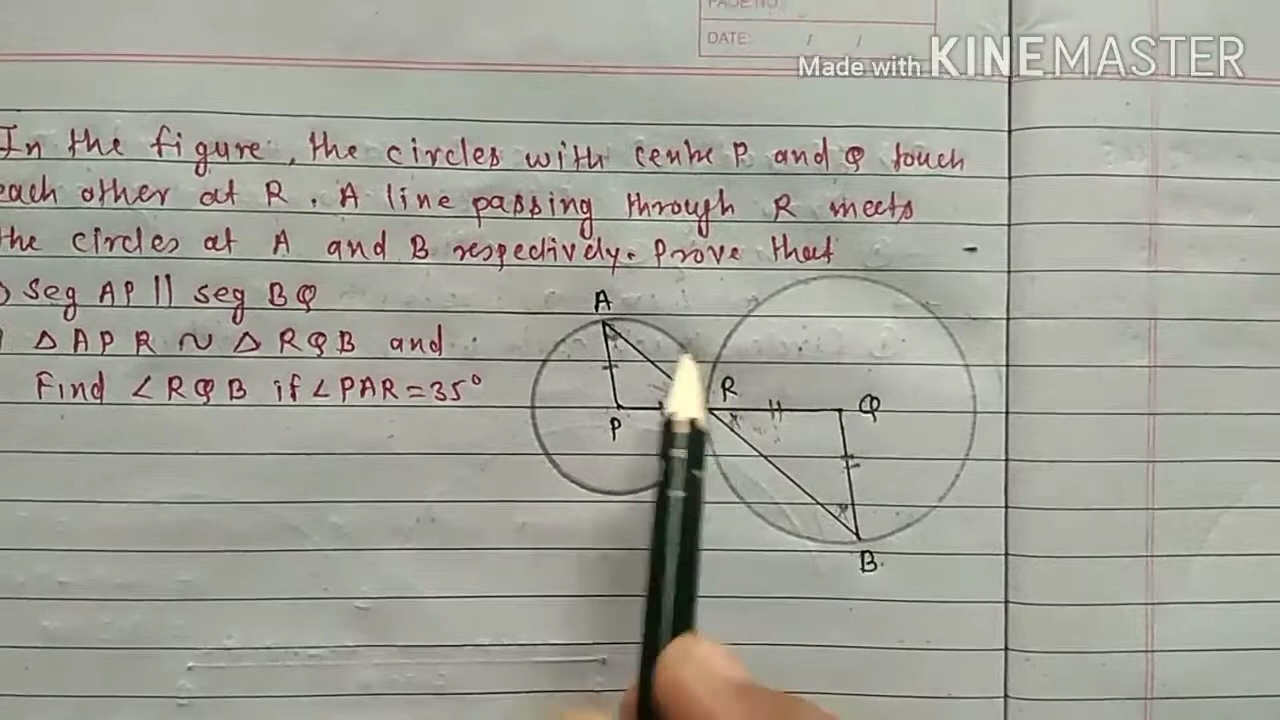 PAGE NO.
DATE: / /
Made with KINEMASTER
In the figure, the circles with centre P and Q touch
each other at R. A line passing through R meets
the circles at A and B respectively. Prove that
) Seg AP || seg BQ
) Δ APR ~ Δ RQB and
Find ∠RQB if ∠PAR = 35°
A
R
Q
P
B.